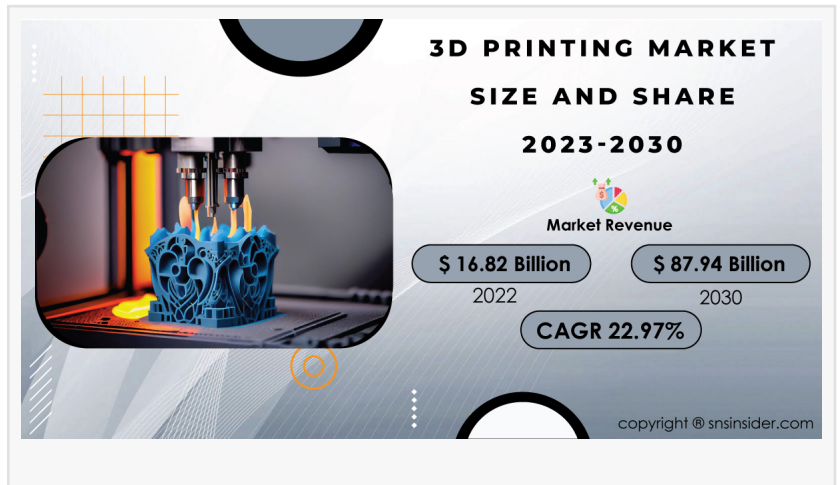 3D PRINTING MARKET
SIZE AND SHARE
2023-2030
$
%
Market Revenue
$ 16.82 Billion
$ 87.94 Billion
2022
2030
CAGR 22.97%
copyright ® snsinsider.com